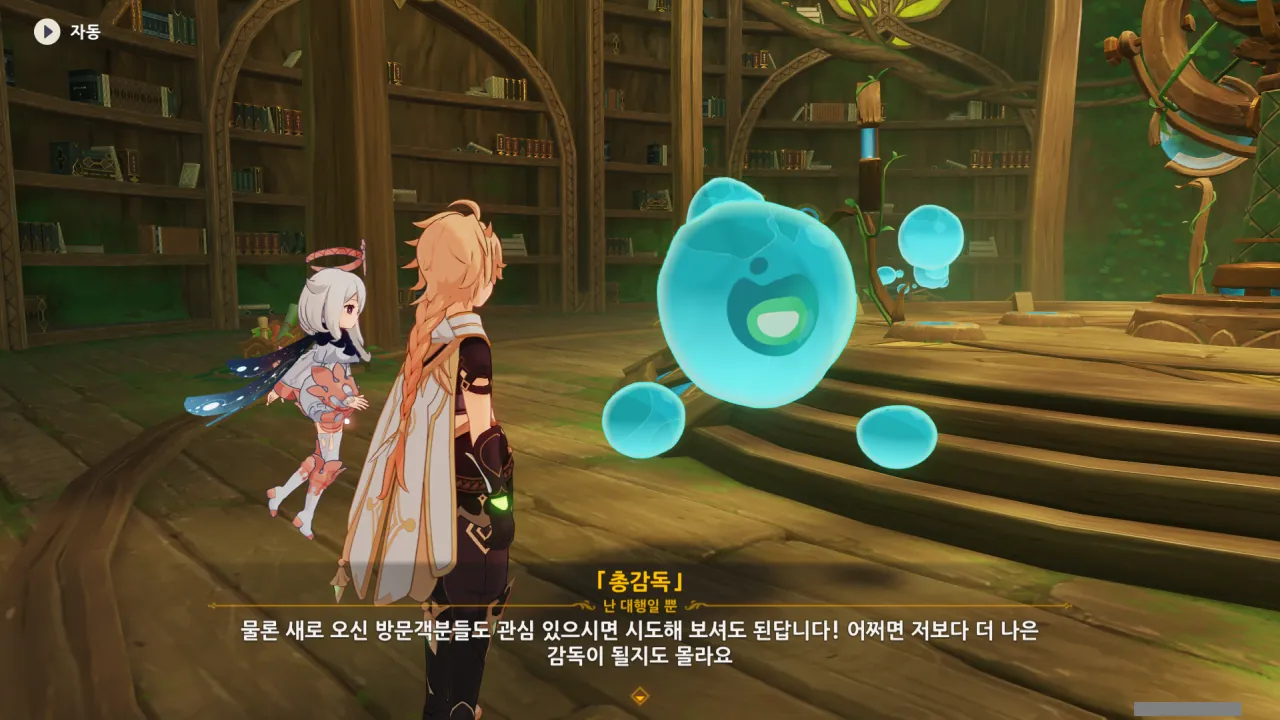 자동
「총감독」
난 대행일 뿐
물론 새로 오신 방문객분들도 관심 있으시면 시도해 보셔도 된답니다! 어쩌면 저보다 더 나은
감독이 될지도 몰라요